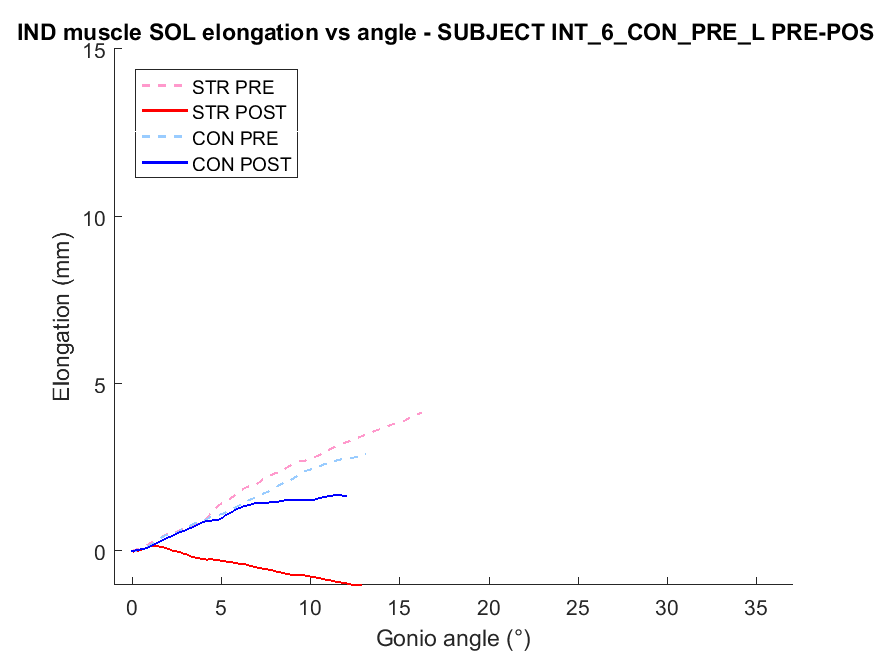 IND muscle SOL elongation vs angle - SUBJECT INT_6_CON_PRE_L PRE-POS
15
STR PRE
STR POST
CON PRE
CON POST
10
Elongation (mm)
5
0
0 5 10 15 20 25 30 35
Gonio angle (°)